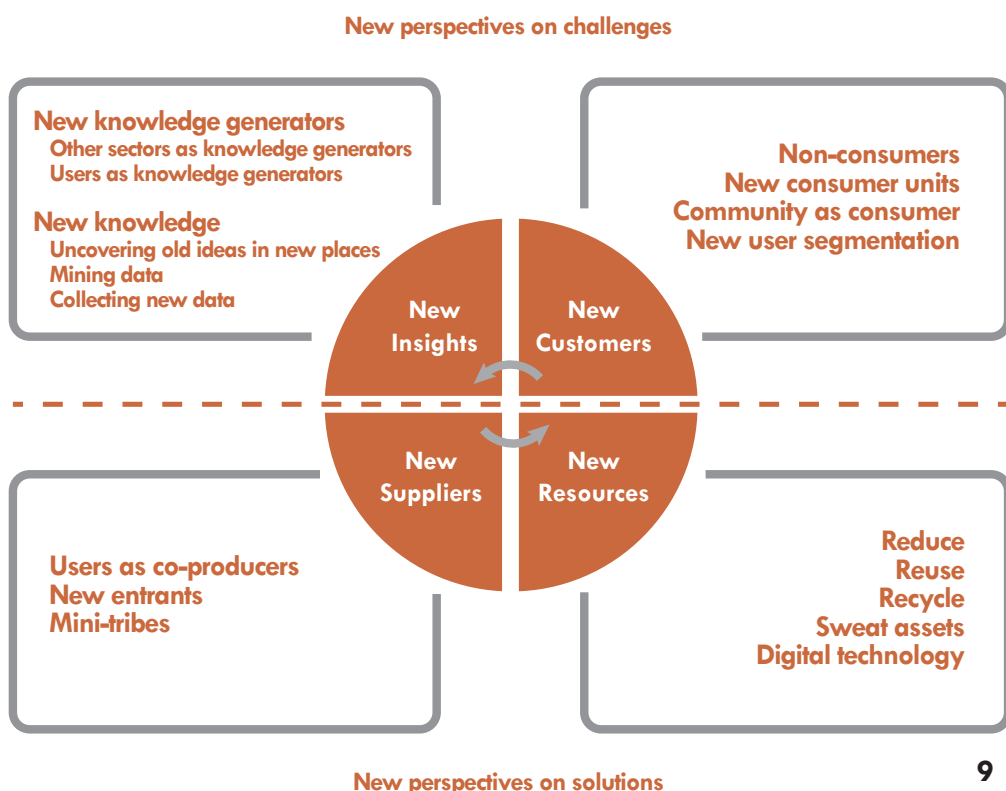 New perspectives on challenges
New knowledge generators
Other sectors as knowledge generators
Users as knowledge generators
New knowledge
Uncovering old ideas in new places
Mining data
Collecting new data
Non-consumers
New consumer units
Community as consumer
New user segmentation
New
Insights
New
Customers
New
Suppliers
New
Resources
Users as co-producers
New entrants
Mini-tribes
Reduce
Reuse
Recycle
Sweat assets
Digital technology
New perspectives on solutions
9